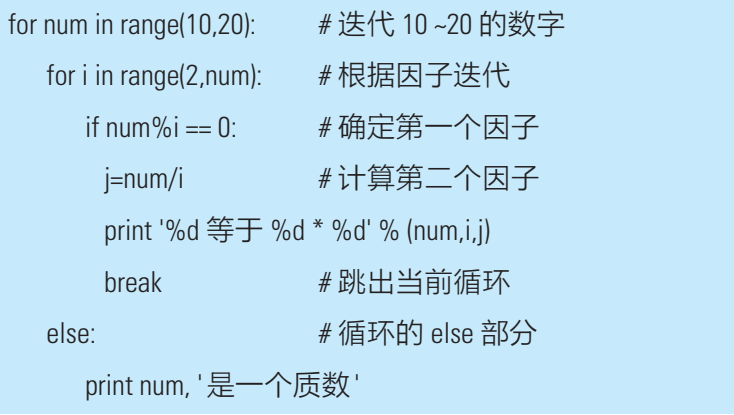 for num in range(10,20): # 迭代 10 ~20 的数字
for i in range(2,num): # 根据因子迭代
if num%i == 0: # 确定第一个因子
j=num/i # 计算第二个因子
print '%d 等于 %d * %d' % (num,i,j)
break # 跳出当前循环
else: # 循环的 else 部分
print num, '是一个质数'